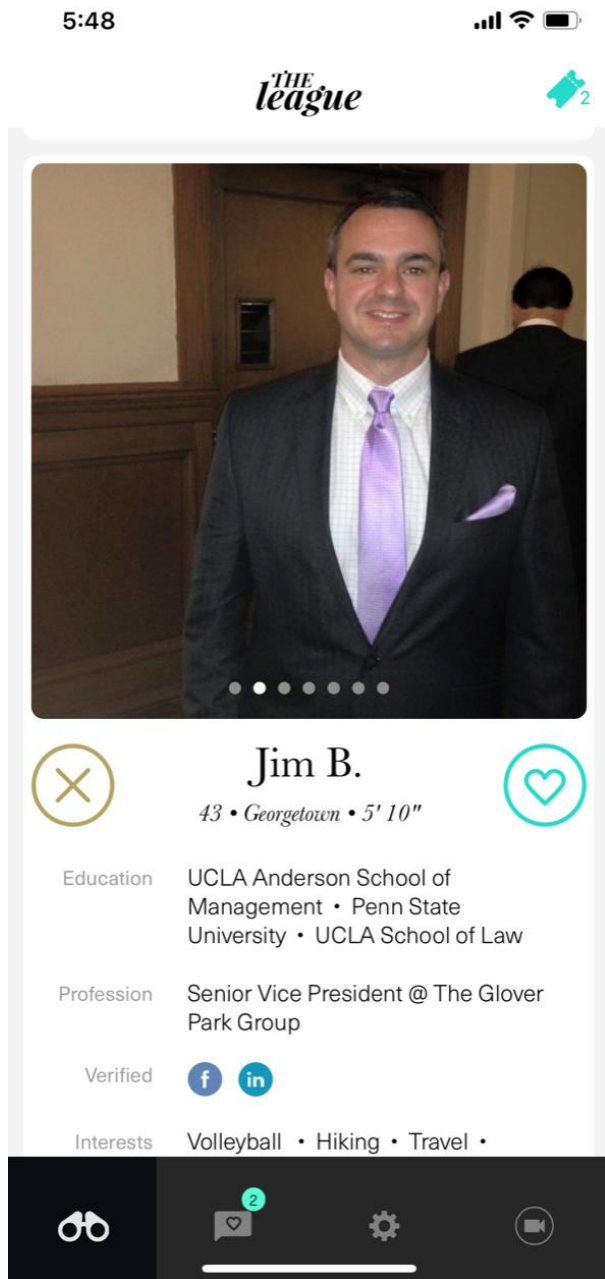 5:48
THE
league
2
Jim B.
43 • Georgetown • 5' 10"
Education
UCLA Anderson School of
Management • Penn State
University • UCLA School of Law
Profession
Senior Vice President @ The Glover
Park Group
Verified
f in
Interests
Volleyball • Hiking • Travel •
2